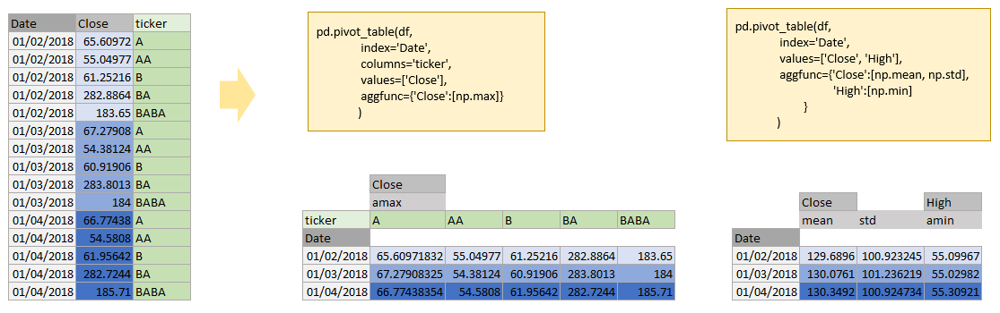 Date Close ticker
01/02/2018 65.60972 A
01/02/2018 55.04977 AA
01/02/2018 61.25216 B
01/02/2018 282.8864 BA
01/02/2018 183.65 BABA
01/03/2018 67.27908 A
01/03/2018 54.38124 AA
01/03/2018 60.91906 B
01/03/2018 283.8013 BA
01/03/2018 184 BABA
01/04/2018 66.77438 A
01/04/2018 54.5808 AA
01/04/2018 61.95642 B
01/04/2018 282.7244 BA
01/04/2018 185.71 BABA
pd.pivot_table(df,
index='Date',
columns='ticker',
values=['Close'],
aggfunc={'Close':[np.max]}
)
Close
amax
ticker A AA B BA BABA
Date
01/02/2018 65.60971832 55.04977 61.25216 282.8864 183.65
01/03/2018 67.27908325 54.38124 60.91906 283.8013 184
01/04/2018 66.77438354 54.5808 61.95642 282.7244 185.71
pd.pivot_table(df,
index='Date',
values=['Close', 'High'],
aggfunc={'Close':[np.mean, np.std],
'High':[np.min]
}
)
Close High
mean std amin
Date
01/02/2018 129.6896 100.923245 55.09967
01/03/2018 130.0761 101.236219 55.02982
01/04/2018 130.3492 100.924734 55.30921